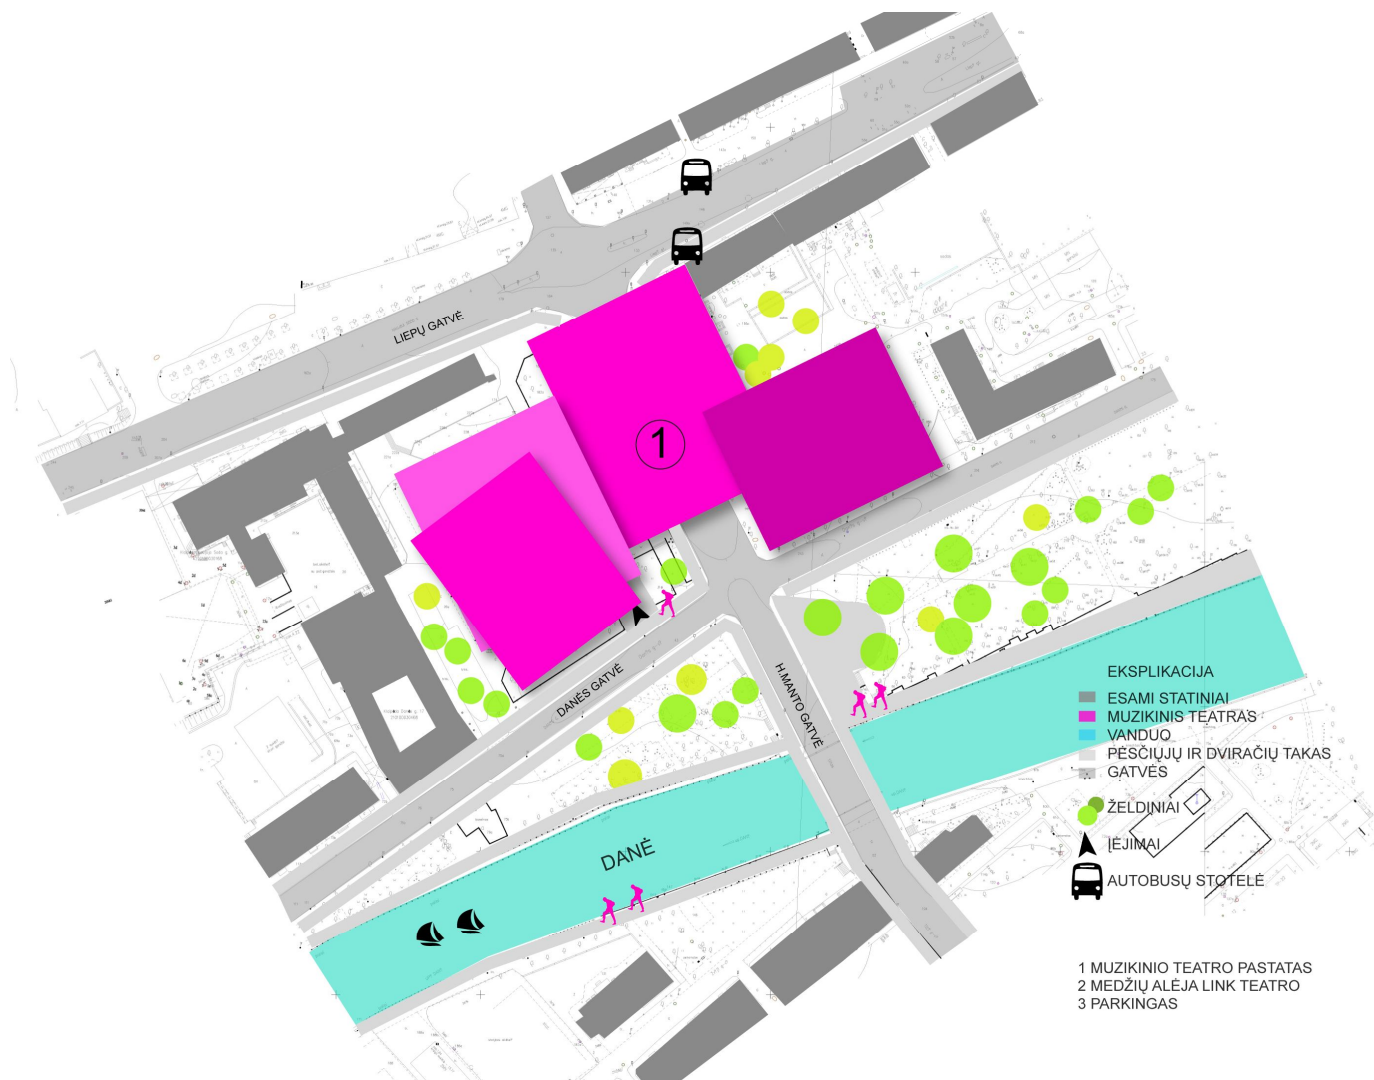 LIEPŲ GATVĖ
1
DANĖS GATVĖ
H.MANTO GATVĖ
DANĖ
EKSPLIKACIJA
ESAMI STATINIAI
MUZIKINIS TEATRAS
VANDUO
PĖSČIŲJŲ IR DVIRAČIŲ TAKAS
GATVĖS
ŽELDINIAI
ĮĖJIMAI
AUTOBUSŲ STOTELĖ
1 MUZIKINIO TEATRO PASTATAS
2 MEDŽIŲ ALĖJA LINK TEATRO
3 PARKINGAS